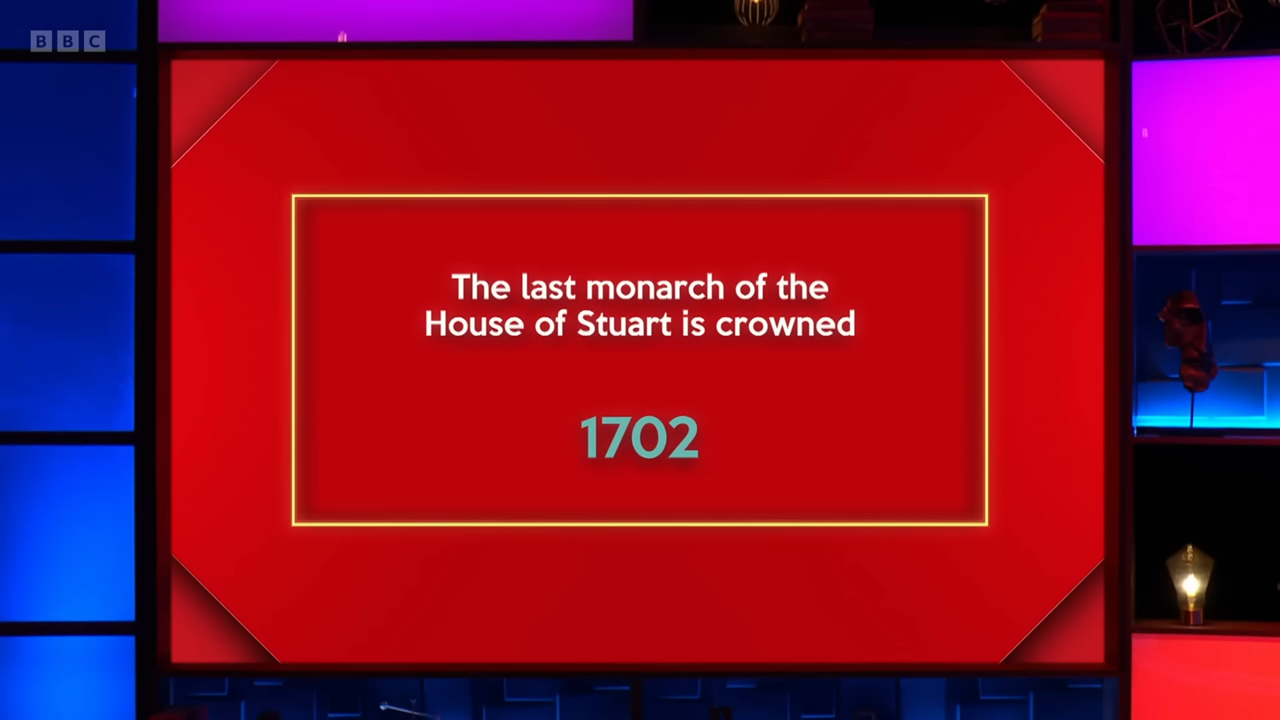 BBC
The last monarch of the
House of Stuart is crowned
1702